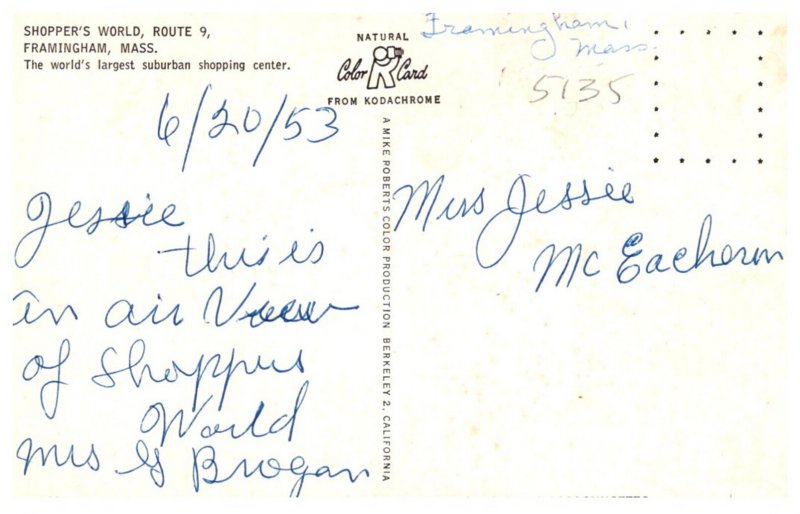 SHOPPER'S WORLD, ROUTE 9,
FRAMINGHAM, MASS.
The world's largest suburban shopping center.
NATURAL
Color Card
FROM KODACHROME
Framingham,
Mass.
5135
6/20/53
Jessie
this is
an air View
of Shoppers
World
Mrs G Brogan
A MIKE ROBERTS COLOR PRODUCTION BERKELEY 2, CALIFORNIA
Miss Jessie
Mc Eachern